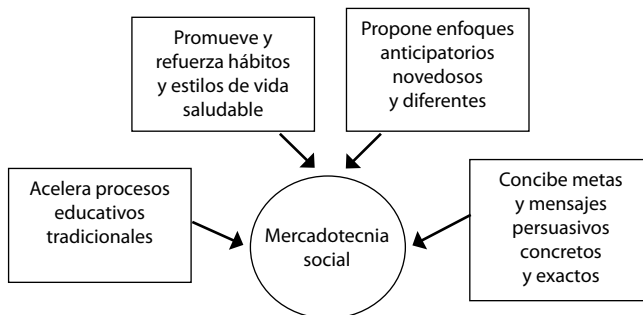 Promueve y
refuerza hábitos
y estilos de vida
saludable
Propone enfoques
anticipatorios
novedosos
y diferentes
Acelera procesos
educativos
tradicionales
Mercadotecnia
social
Concibe metas
y mensajes
persuasivos
concretos
y exactos